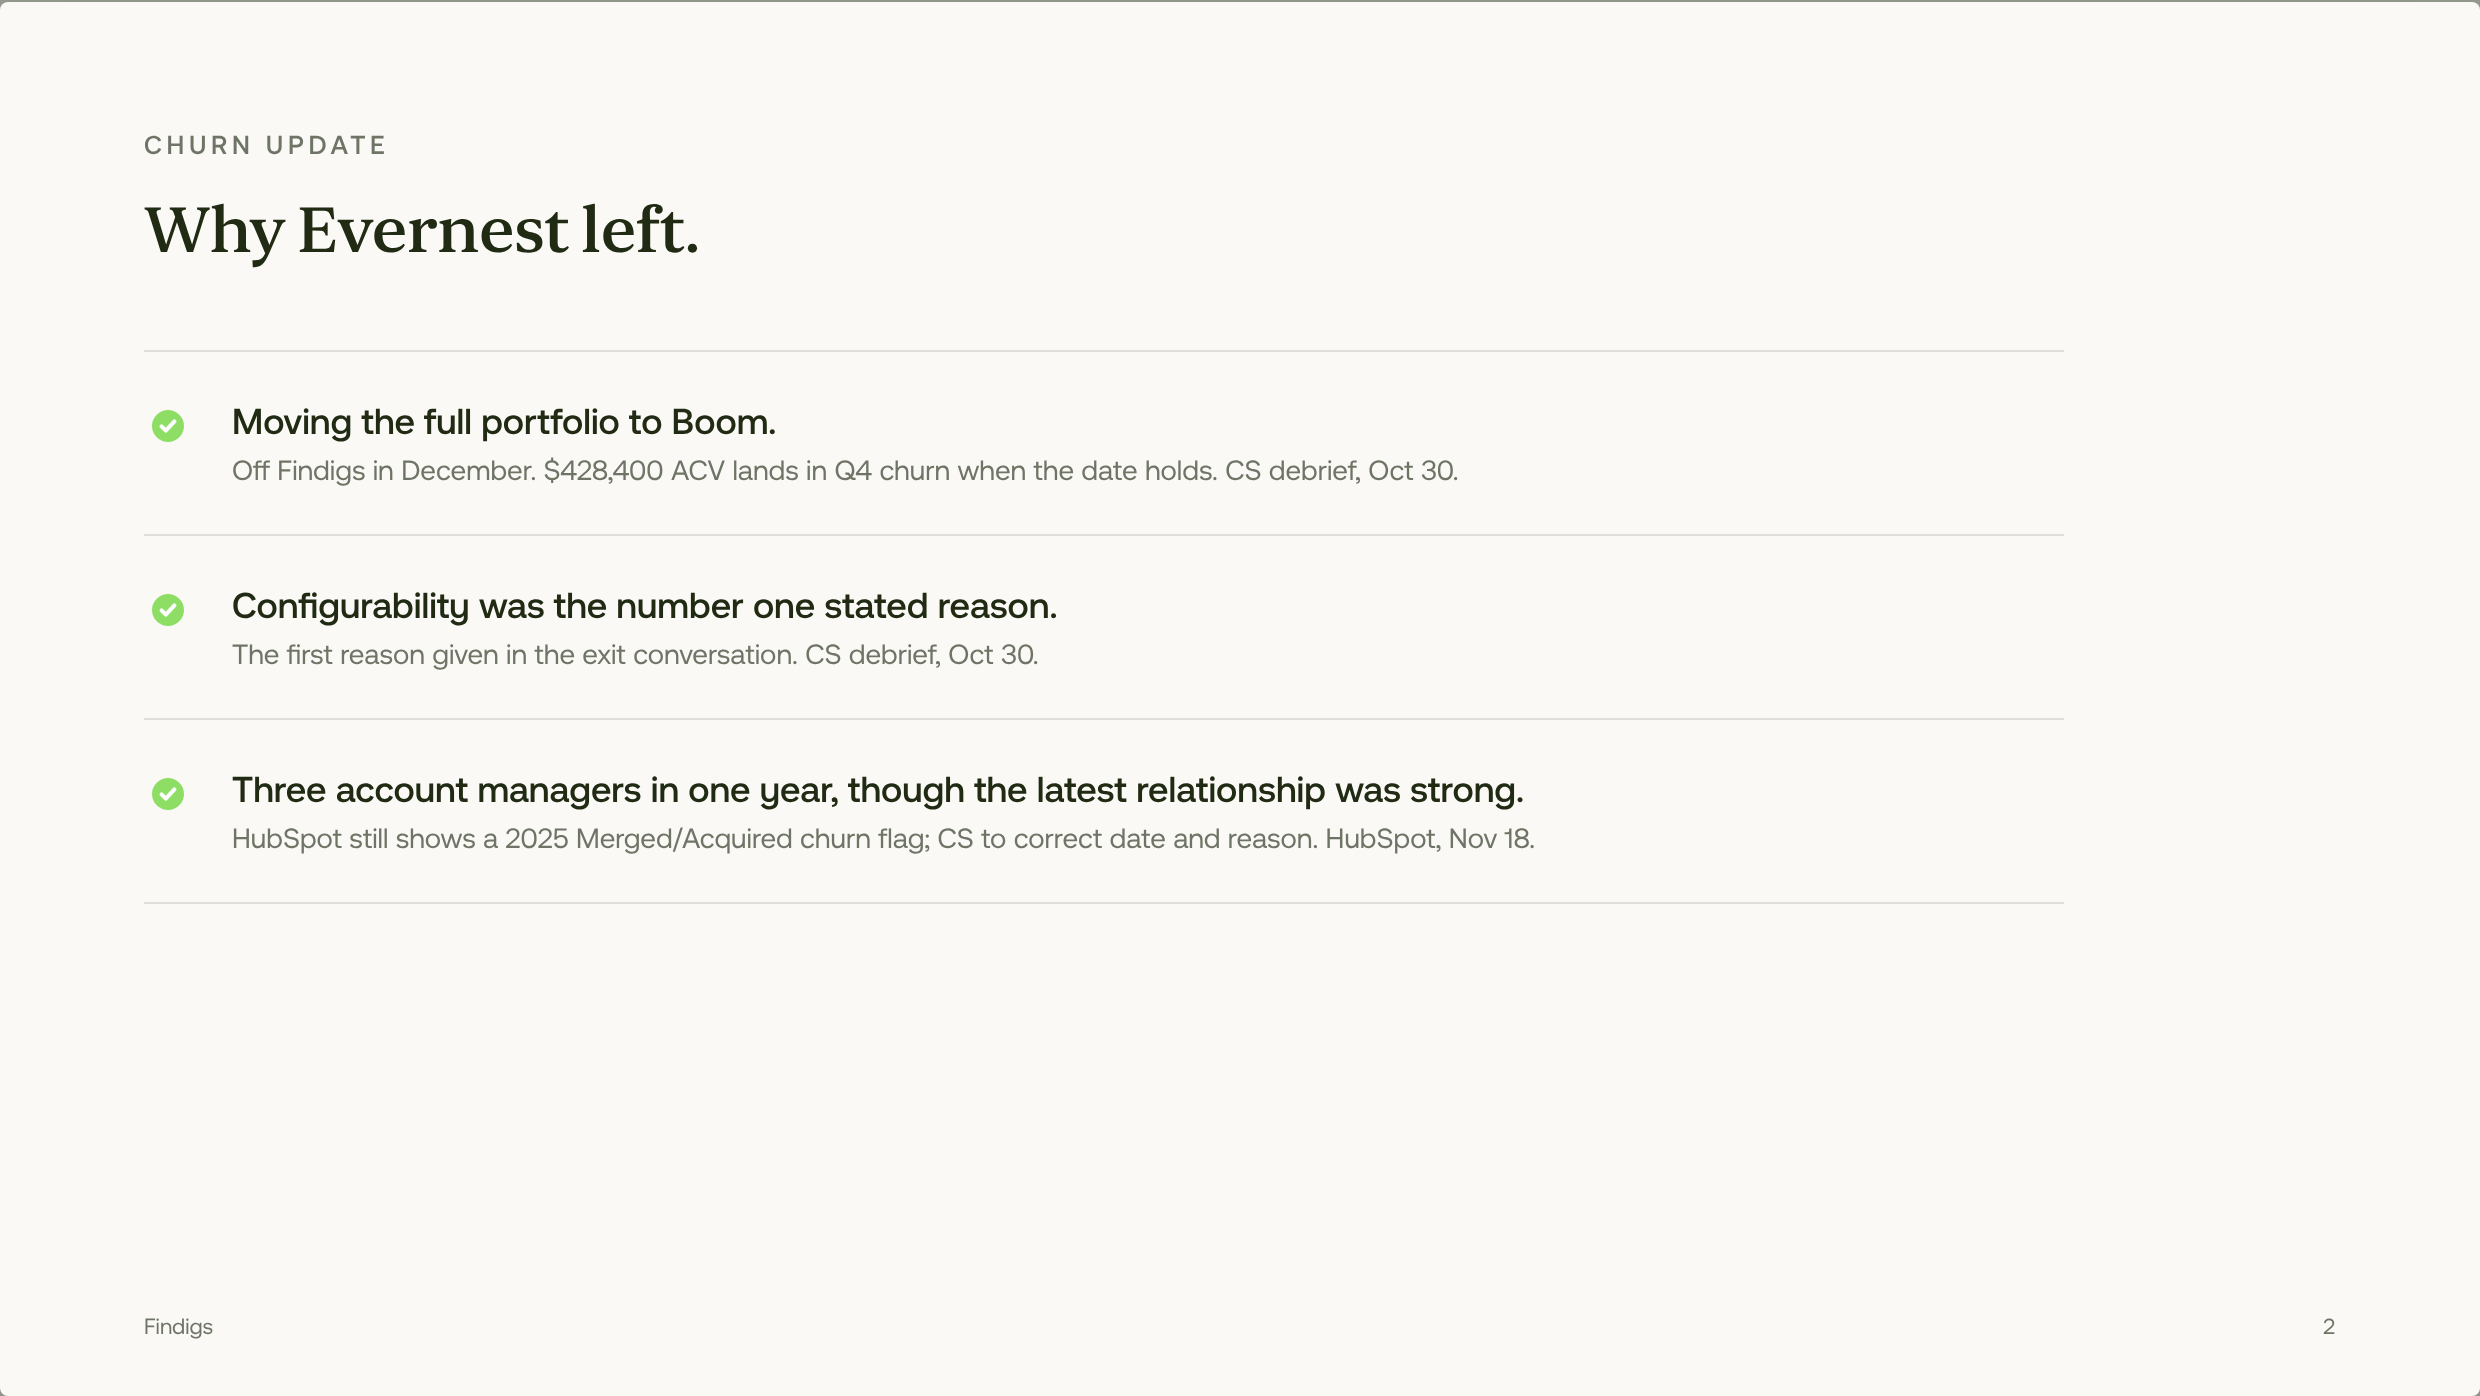 CHURN UPDATE
Why Evernest left.
Moving the full portfolio to Boom.
Off Findigs in December. $428,400 ACV lands in Q4 churn when the date holds. CS debrief, Oct 30.
Configurability was the number one stated reason.
The first reason given in the exit conversation. CS debrief, Oct 30.
Three account managers in one year, though the latest relationship was strong.
HubSpot still shows a 2025 Merged/Acquired churn flag; CS to correct date and reason. HubSpot, Nov 18.
Findigs
2